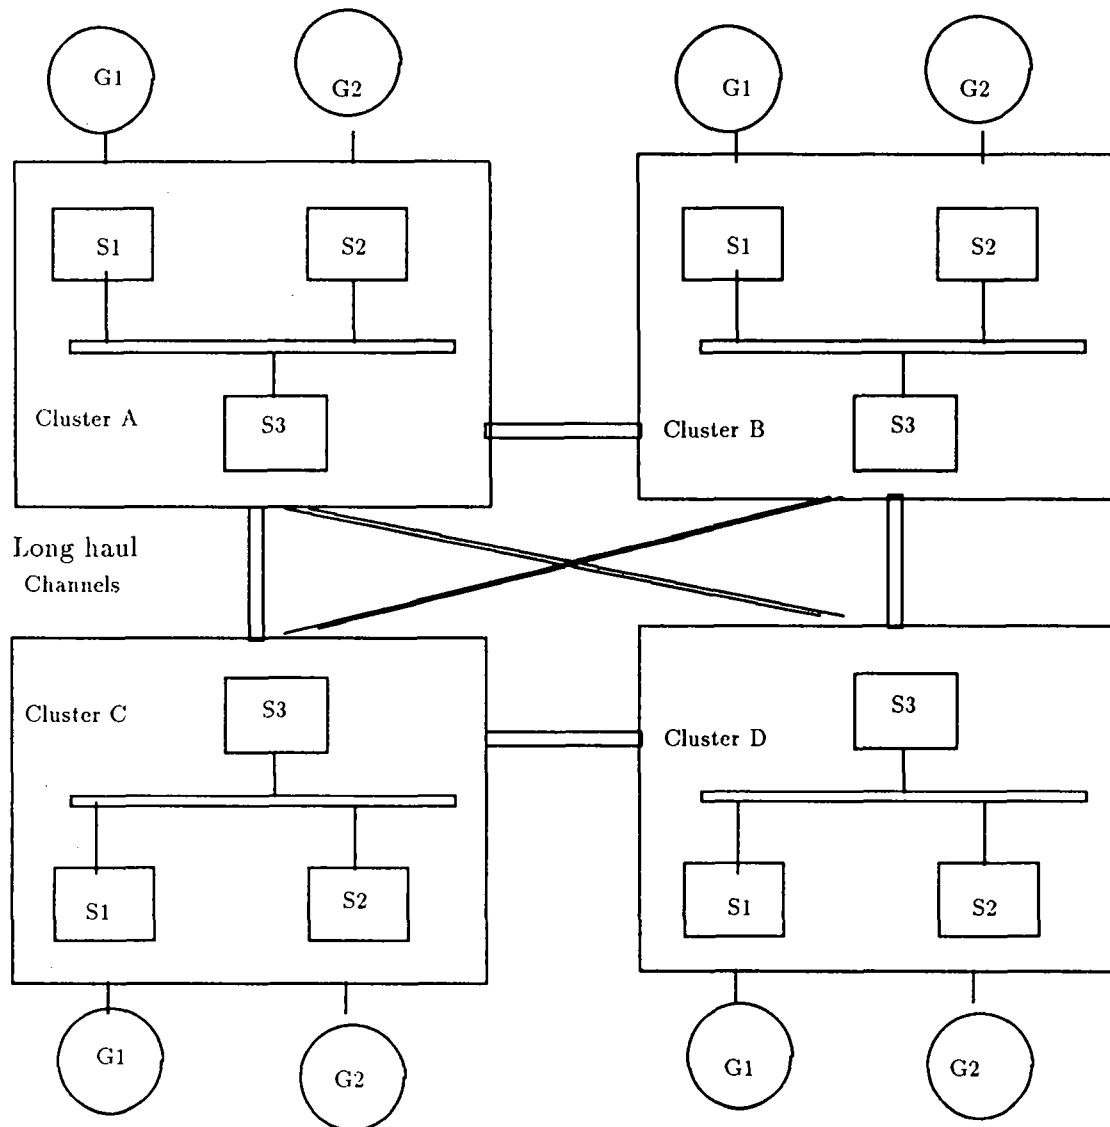 G1
G2
G1
G2
S1
S2
S1
S2
Cluster A
S3
Cluster B
S3
Long haul
Channels
Cluster C
S3
Cluster D
S3
S1
S2
S1
S2
G1
G2
G1
G2